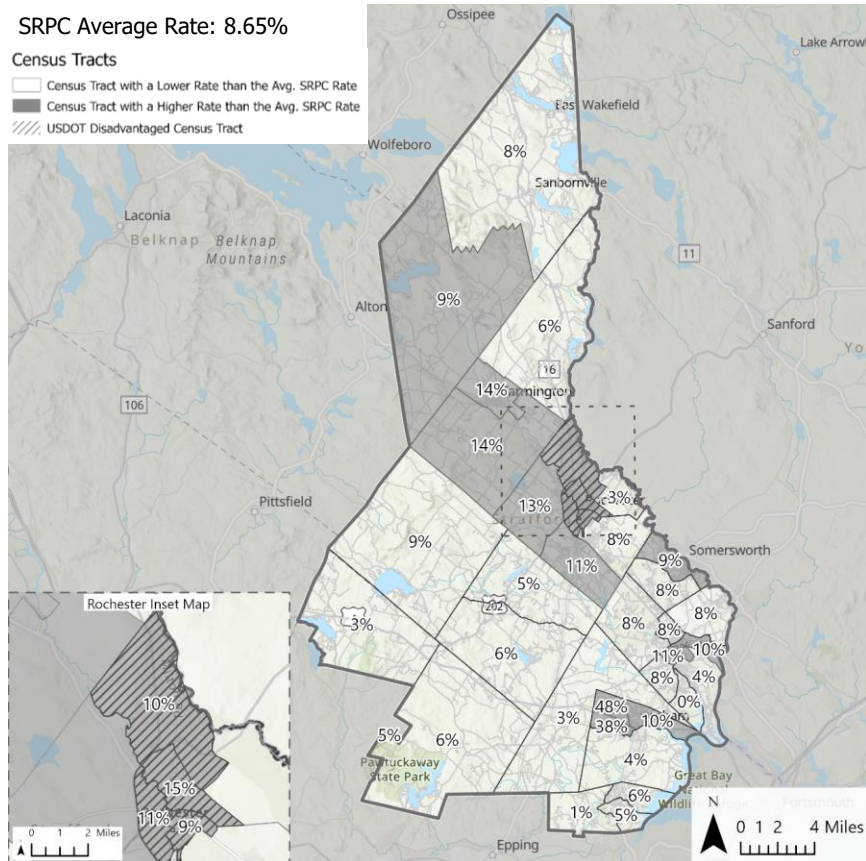 SRPC Average Rate: 8.65%
Census Tracts
Census Tract with a Lower Rate than the Avg. SRPC Rate
Census Tract with a Higher Rate than the Avg. SRPC Rate
USDOT Disadvantaged Census Tract
Ossipee
Lake Arrowh
East Wakefield
Wolfeboro
8%
Sanbornville
Laconia
Belknap
Belknap
Mountains
11
9%
Alton
6%
Sanford
16
106
14%
14%
Pittsfield
13%
3%
8%
9%
Somersworth
9%
11%
8%
5%
202
8%
8%
8%
3%
6%
11%
10%
8%
4%
0%
48%
38%
10%
3%
5%
6%
Pawtuckaway
State Park
4%
Great Bay
National
6%
1%
5%
Portsmouth
Epping
Rochester Inset Map
10%
15%
11%
9%
0 1 2 Miles
N
0 1 2 4 Miles